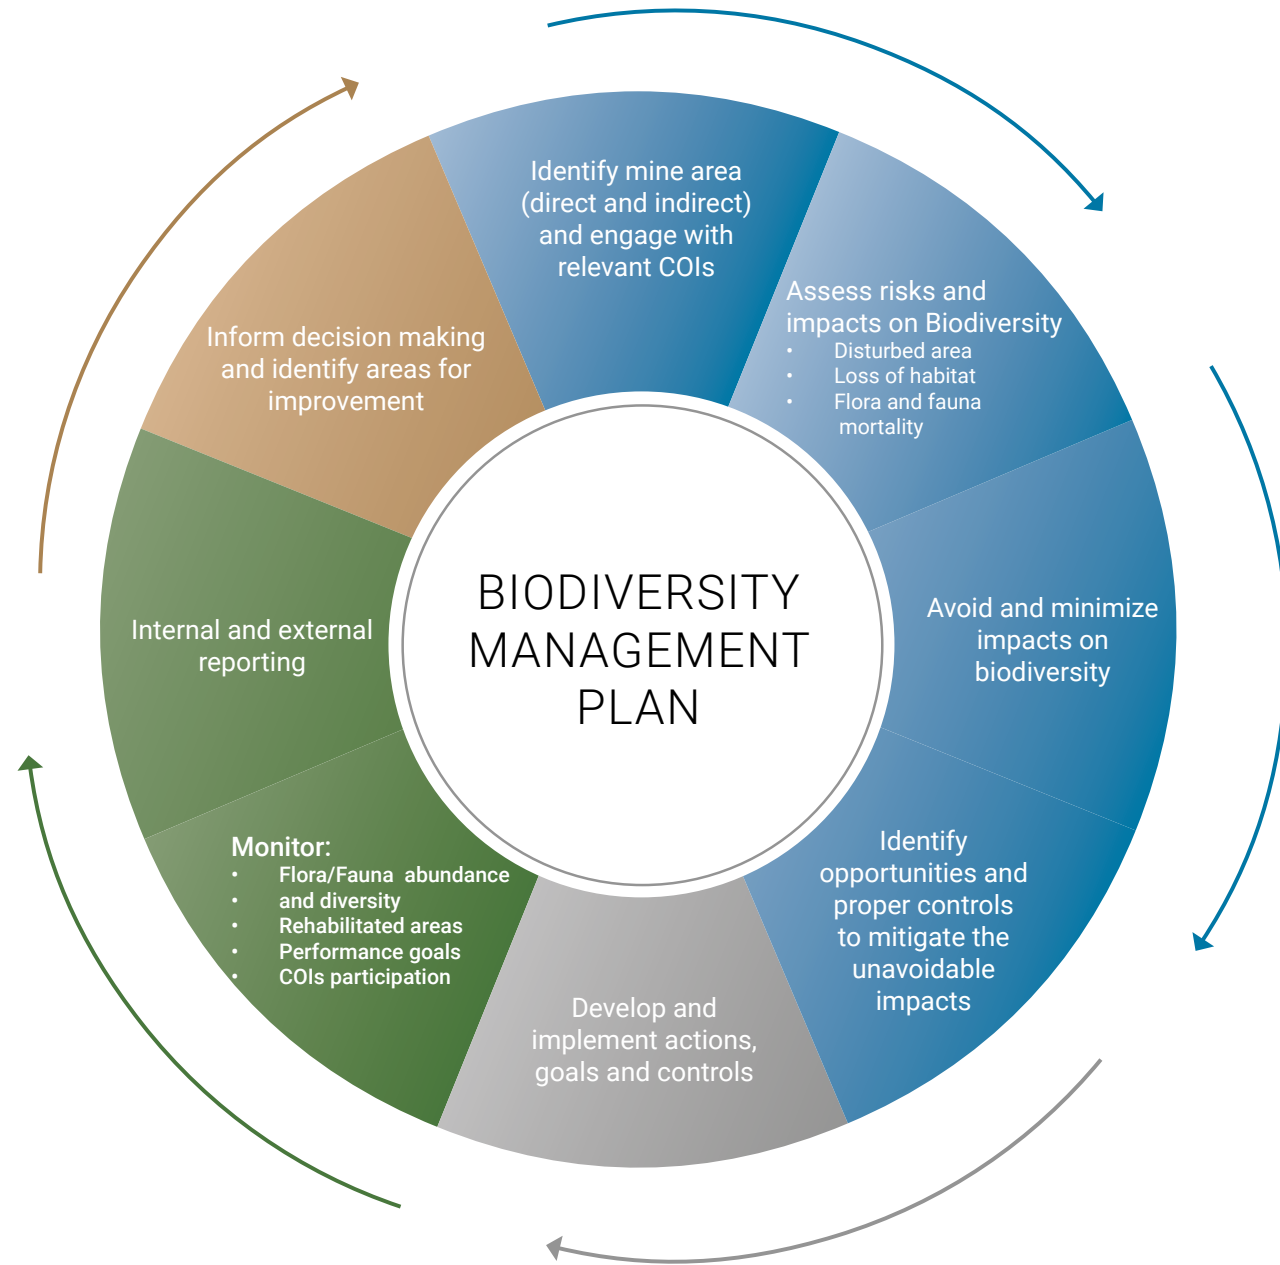 Identify mine area
(direct and indirect)
and engage with
relevant COIs
Assess risks and
impacts on Biodiversity
• Disturbed area
• Loss of habitat
• Flora and fauna
mortality
Avoid and minimize
impacts on
biodiversity
Identify
opportunities and
proper controls
to mitigate the
unavoidable
impacts
Develop and
implement actions,
goals and controls
Monitor:
• Flora/Fauna abundance
• and diversity
• Rehabilitated areas
• Performance goals
• COIs participation
Internal and external
reporting
Inform decision making
and identify areas for
improvement
BIODIVERSITY
MANAGEMENT
PLAN